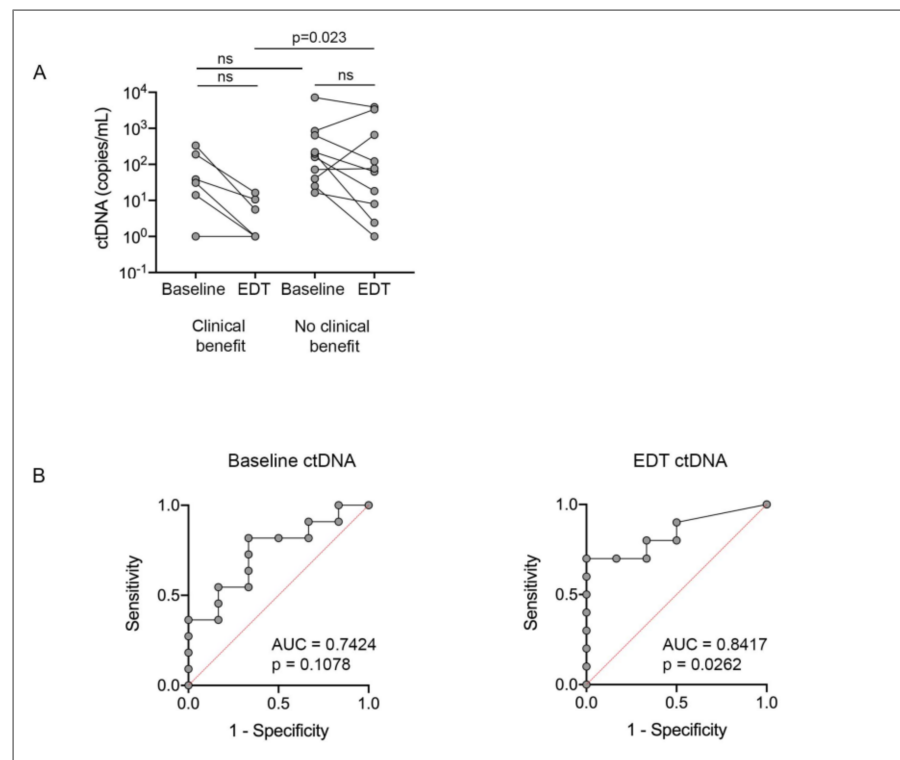 A
p=0.023
ns
ns
ns
ctDNA (copies/mL)
10⁴
10³
10²
10¹
10⁰
10⁻¹
Baseline EDT Baseline EDT
Clinical benefit
No clinical benefit
B
Baseline ctDNA
Sensitivity
1.0
0.5
0.0
AUC = 0.7424
p = 0.1078
0.0 0.5 1.0
1 - Specificity
EDT ctDNA
Sensitivity
1.0
0.5
0.0
AUC = 0.8417
p = 0.0262
0.0 0.5 1.0
1 - Specificity